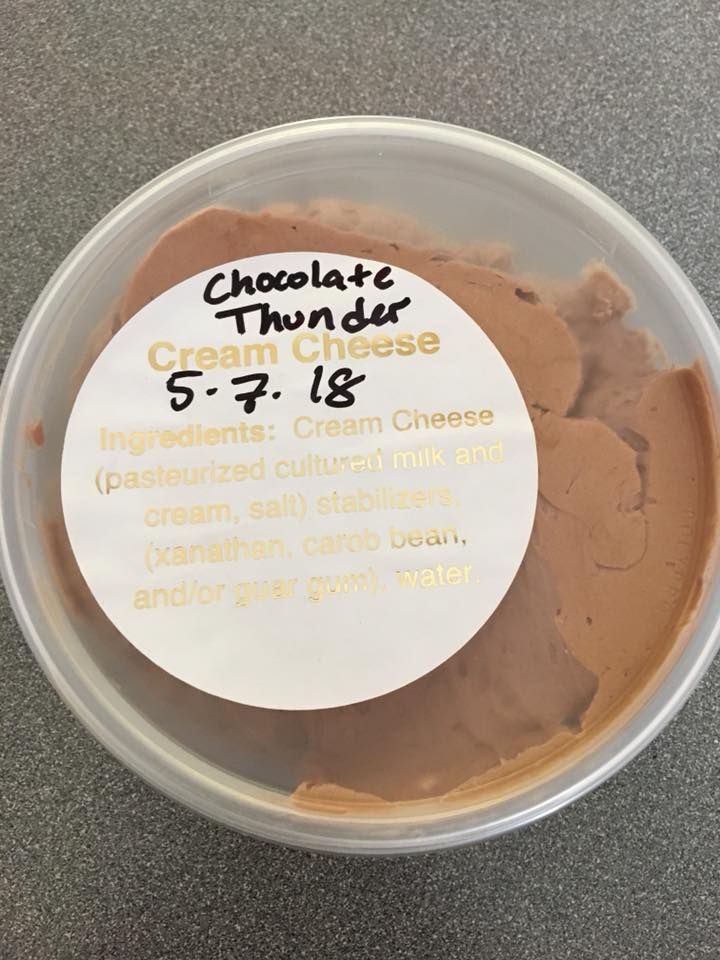 Chocolate
Thunder
Cream Cheese
5.7.18
Ingredients: Cream Cheese
(pasteurized cultured milk and
cream, salt) stabilizers,
(xanathan, carob bean,
and/or guar gum), water.